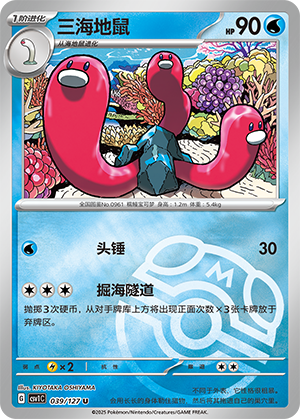 1阶进化
三海地鼠
HP 90
从海地鼠进化
全国图鉴No.0961 糯鳗宝可梦 身高：1.2m 体重：5.4kg
头锤 30
掘海隧道
抛掷3次硬币，从对手牌库上方将出现正面次数×3张卡牌放于弃牌区。
M
弱点 ×2 抗性 撤退
Illus. KIYOTAKA OSHIYAMA
G CSV1C 039/127 U
©2025 Pokémon/Nintendo/Creatures/GAME FREAK.